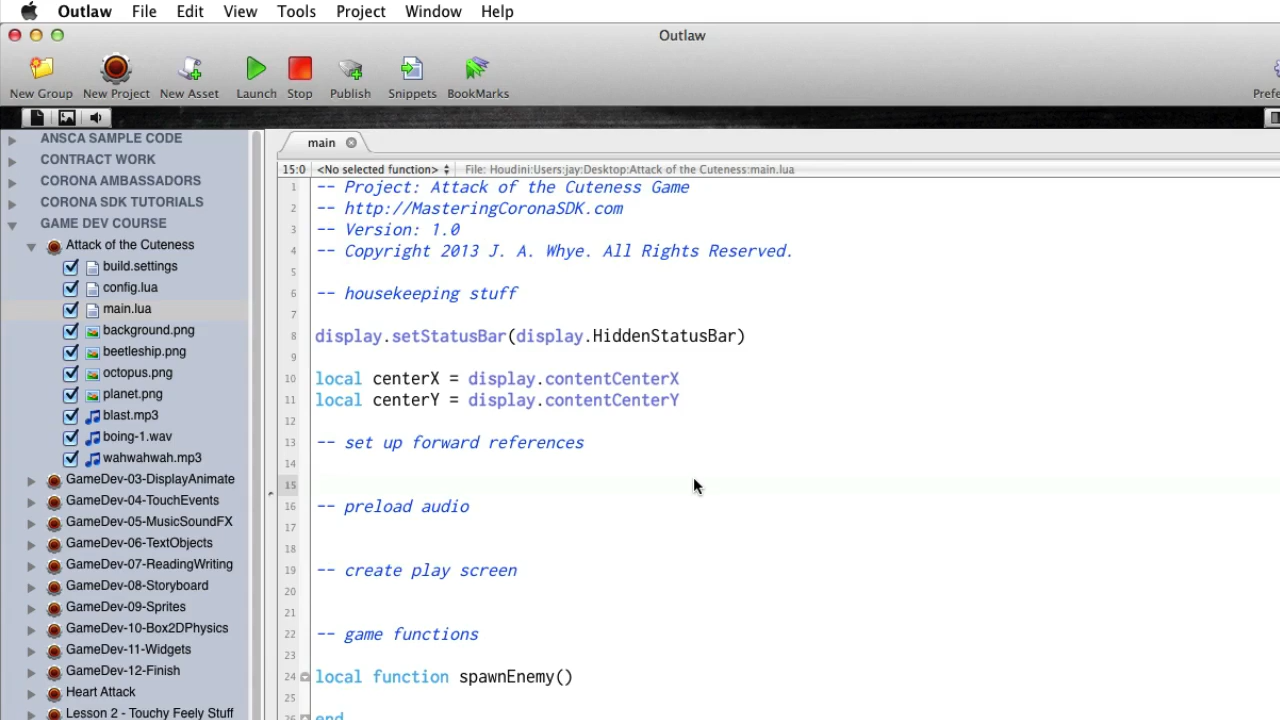 Outlaw File Edit View Tools Project Window Help
Outlaw
New Group New Project New Asset Launch Stop Publish Snippets BookMarks Prefe
main
15:0 <No selected function> File: Houdini:Users:jay:Desktop:Attack of the Cuteness:main.lua
ANSCA SAMPLE CODE
CONTRACT WORK
CORONA AMBASSADORS
CORONA SDK TUTORIALS
GAME DEV COURSE
Attack of the Cuteness
build.settings
config.lua
main.lua
background.png
beetleship.png
octopus.png
planet.png
blast.mp3
boing-1.wav
wahwahwah.mp3
GameDev-03-DisplayAnimate
GameDev-04-TouchEvents
GameDev-05-MusicSoundFX
GameDev-06-TextObjects
GameDev-07-ReadingWriting
GameDev-08-Storyboard
GameDev-09-Sprites
GameDev-10-Box2DPhysics
GameDev-11-Widgets
GameDev-12-Finish
Heart Attack
Lesson 2 - Touchy Feely Stuff
1 -- Project: Attack of the Cuteness Game
2 -- http://MasteringCoronaSDK.com
3 -- Version: 1.0
4 -- Copyright 2013 J. A. Whye. All Rights Reserved.
5
6 -- housekeeping stuff
7
8 display.setStatusBar(display.HiddenStatusBar)
9
10 local centerX = display.contentCenterX
11 local centerY = display.contentCenterY
12
13 -- set up forward references
14
15
16 -- preload audio
17
18
19 -- create play screen
20
21
22 -- game functions
23
24 local function spawnEnemy()
25
26 end